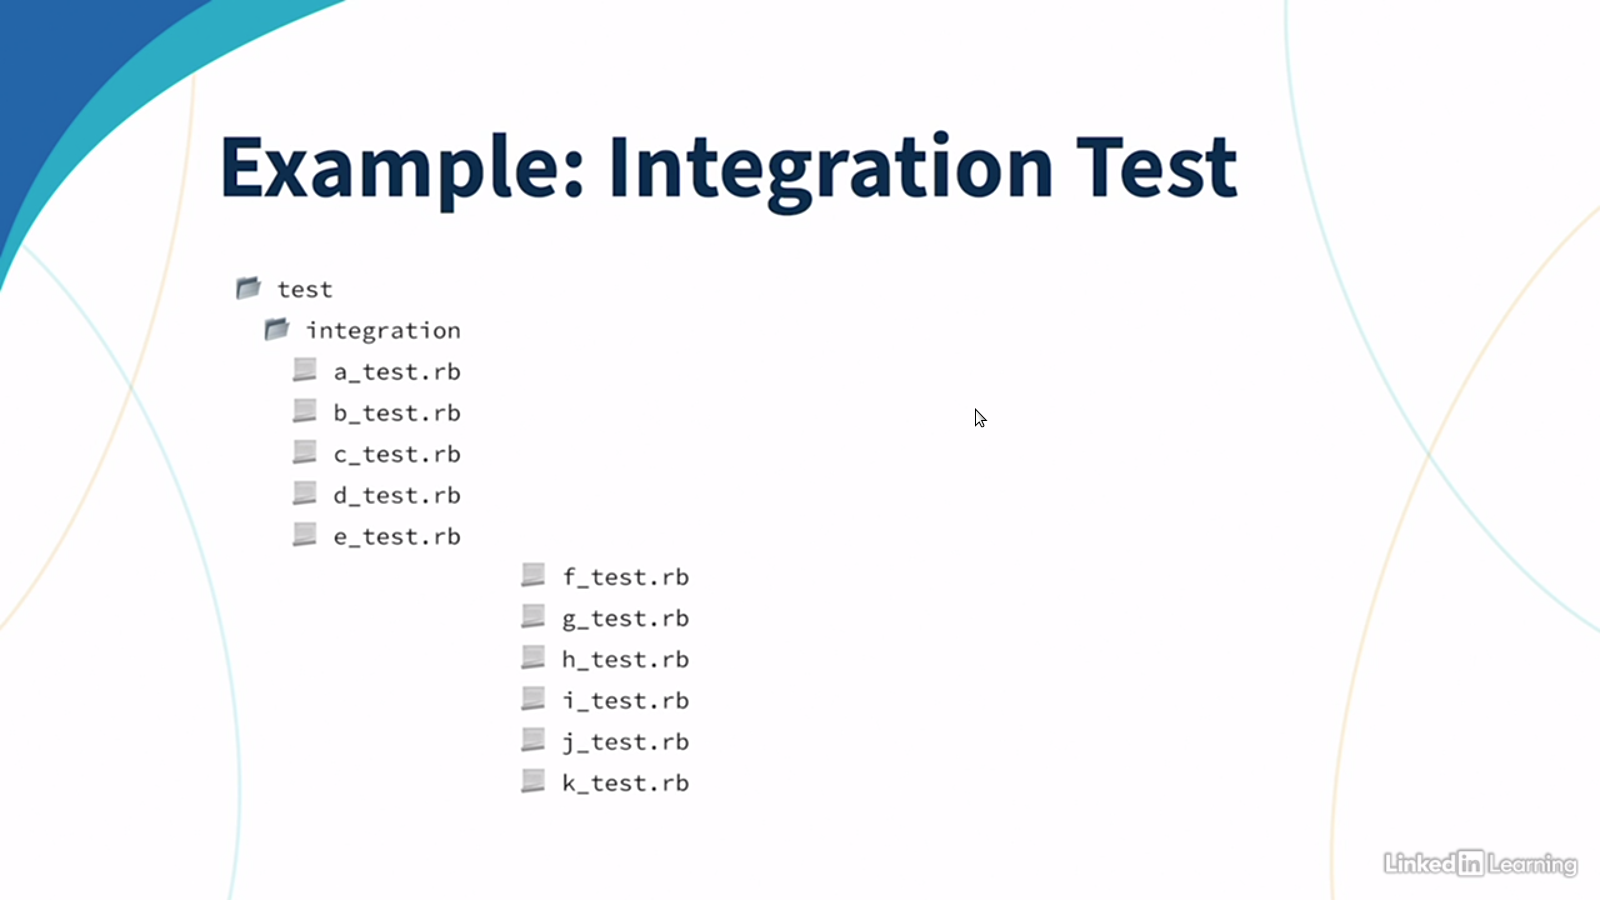 Example: Integration Test
test
integration
a_test.rb
b_test.rb
c_test.rb
d_test.rb
e_test.rb
f_test.rb
g_test.rb
h_test.rb
i_test.rb
j_test.rb
k_test.rb
LinkedIn Learning